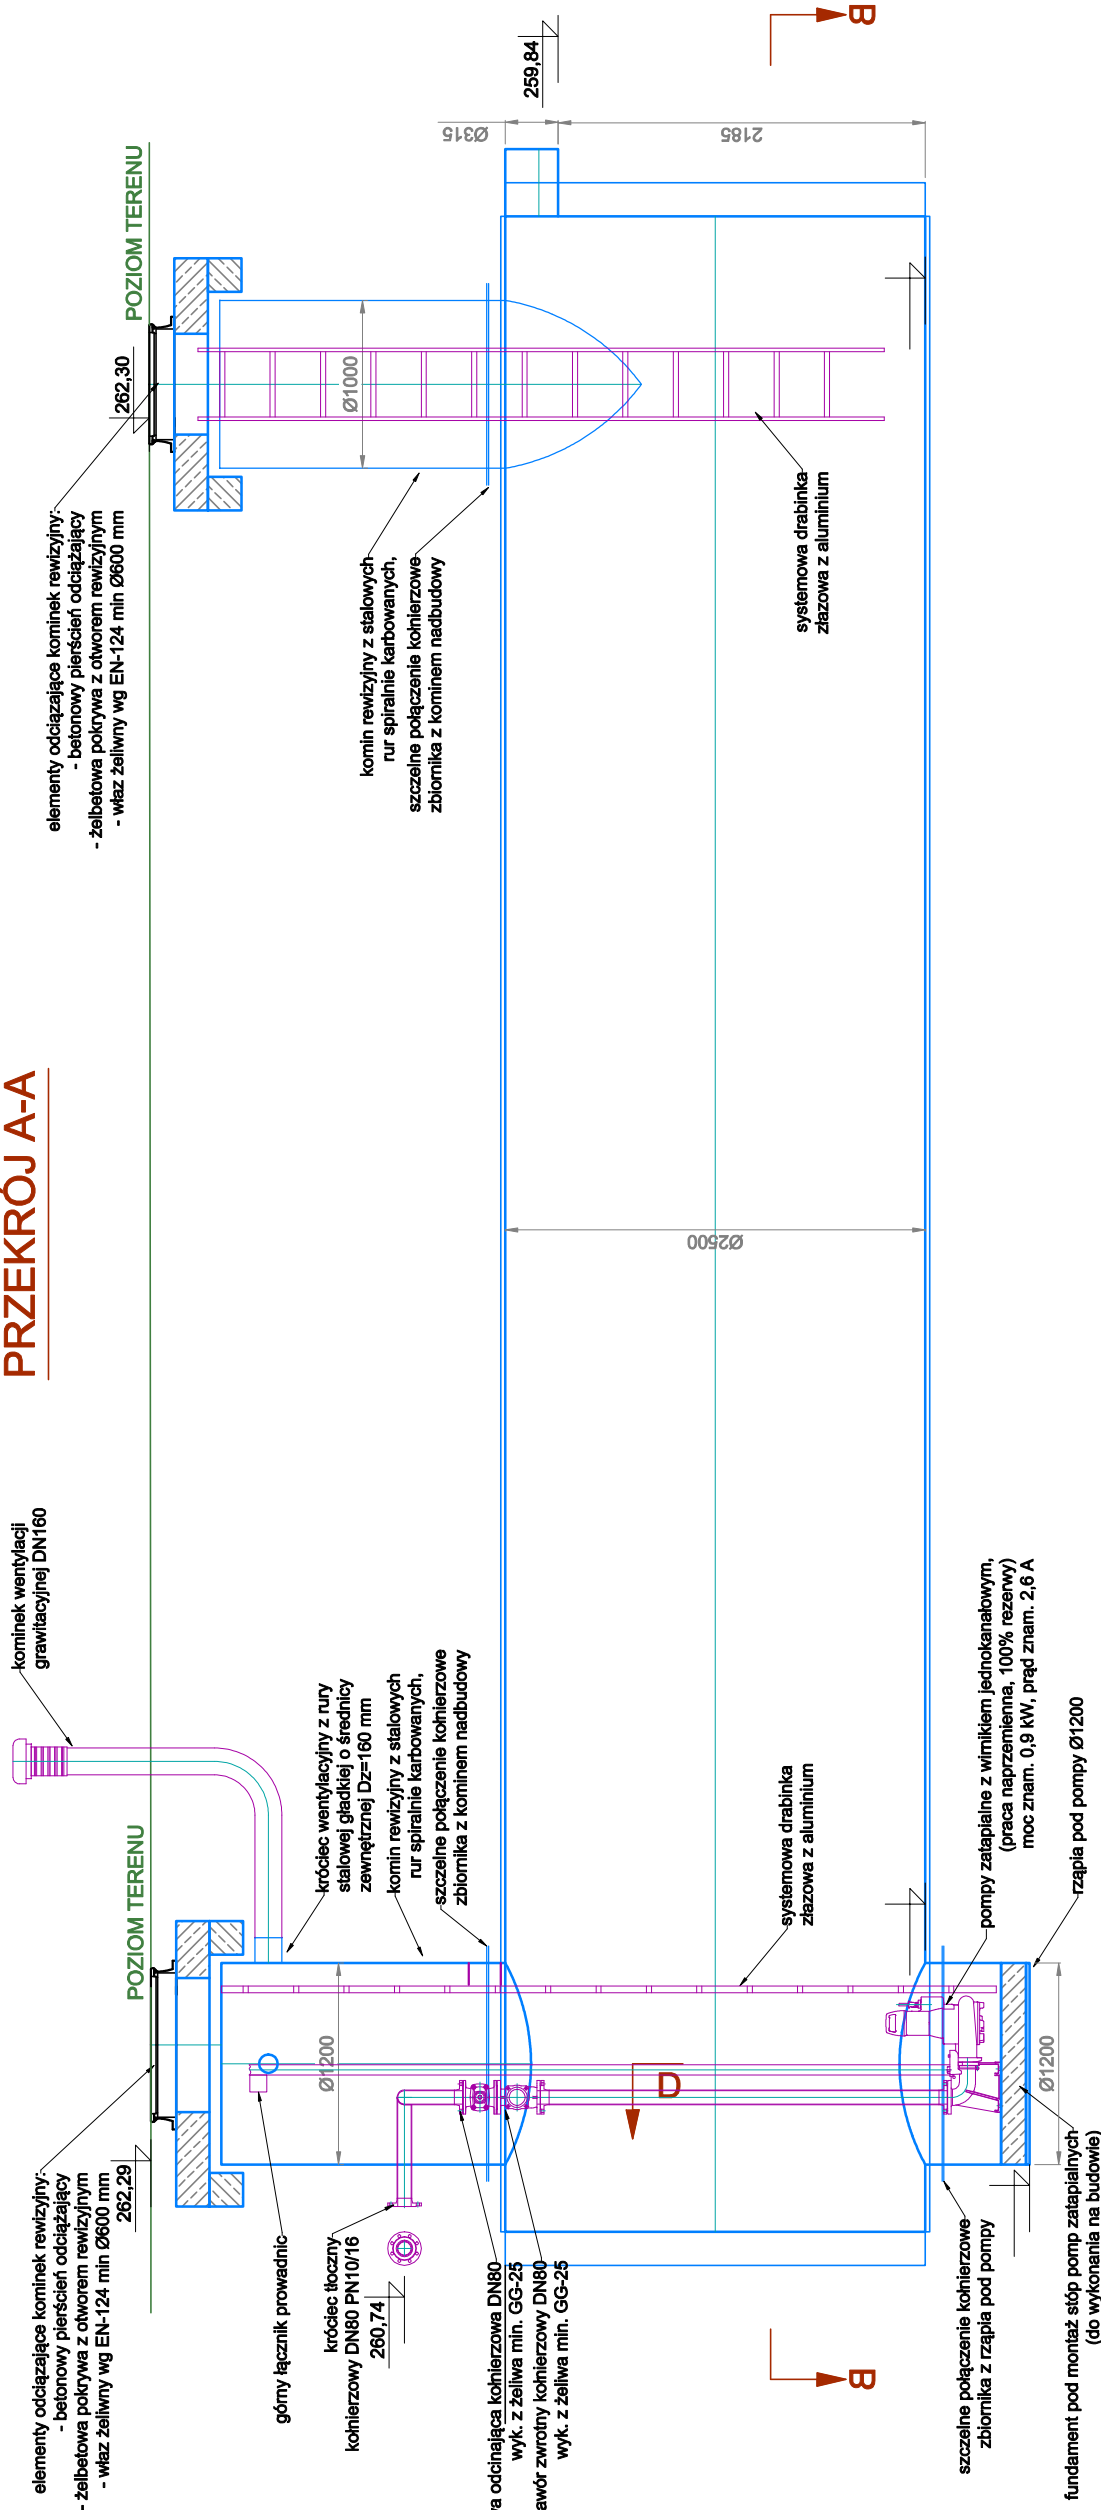 PRZEKRÓJ A-A
elementy odciązające kominek rewizyjny:
- betonowy pierścień odciążający
- żelbetowa pokrywa z otworem rewizyjnym
- właz żeliwny wg EN-124 min Ø600 mm
262,29
POZIOM TERENU
kominek wentylacji
grawitacyjnej DN160
elementy odciązające kominek rewizyjny:
- betonowy pierścień odciążający
- żelbetowa pokrywa z otworem rewizyjnym
- właz żeliwny wg EN-124 min Ø600 mm
262,30
POZIOM TERENU
górny łącznik prowadnic
króciec tłoczny
kołnierzowy DN80 PN10/16
260,74
Ø1200
króciec wentylacyjny z rury
stalowej gładkiej o średnicy
zewnętrznej Dz=160 mm
komin rewizyjny z stalowych
rur spiralnie karbowanych,
szczelne połączenie kołnierzowe
zbiornika z kominem nadbudowy
komin rewizyjny z stalowych
rur spiralnie karbowanych,
szczelne połączenie kołnierzowe
zbiornika z kominem nadbudowy
Ø1000
Ø315
259,84
2185
odcinająca kołnierzowa DN80
wyk. z żeliwa min. GG-25
zwrotny kołnierzowy DN80
wyk. z żeliwa min. GG-25
D
Ø2500
systemowa drabinka
złazowa z aluminium
systemowa drabinka
złazowa z aluminium
B
B
szczelne połączenie kołnierzowe
zbiornika z rząpia pod pompy
pompy zatapialne z wirnikiem jednokanałowym,
(praca naprzemienna, 100% rezerwy)
moc znam. 0,9 kW, prąd znam. 2,6 A
Ø1200
rząpia pod pompy Ø1200
fundament pod montaż stóp pomp zatapialnych
(do wykonania na budowie)